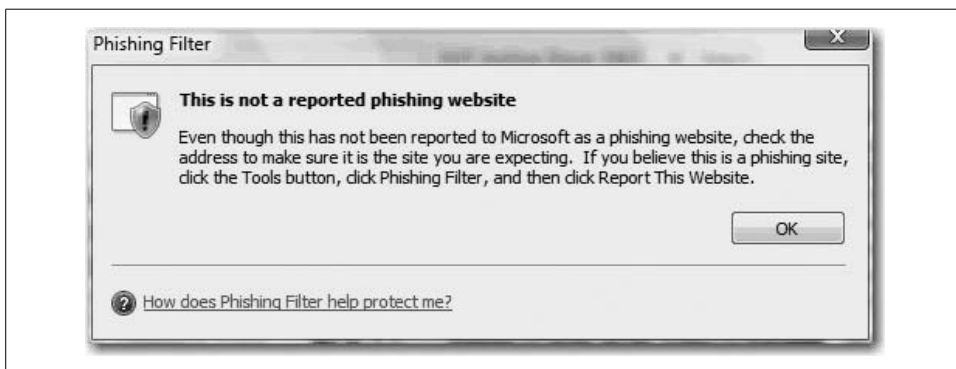 Phishing Filter
X
This is not a reported phishing website
Even though this has not been reported to Microsoft as a phishing website, check the
address to make sure it is the site you are expecting. If you believe this is a phishing site,
click the Tools button, click Phishing Filter, and then click Report This Website.
OK
How does Phishing Filter help protect me?